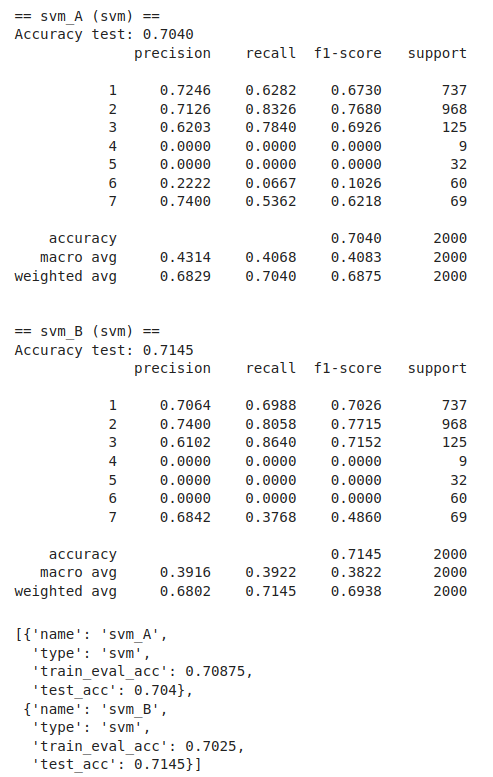 == svm_A (svm) ==
Accuracy test: 0.7040
              precision    recall  f1-score   support

           1     0.7246    0.6282    0.6730       737
           2     0.7126    0.8326    0.7680       968
           3     0.6203    0.7840    0.6926       125
           4     0.0000    0.0000    0.0000         9
           5     0.0000    0.0000    0.0000        32
           6     0.2222    0.0667    0.1026        60
           7     0.7400    0.5362    0.6218        69

    accuracy                         0.7040      2000
   macro avg     0.4314    0.4068    0.4083      2000
weighted avg     0.6829    0.7040    0.6875      2000

== svm_B (svm) ==
Accuracy test: 0.7145
              precision    recall  f1-score   support

           1     0.7064    0.6988    0.7026       737
           2     0.7400    0.8058    0.7715       968
           3     0.6102    0.8640    0.7152       125
           4     0.0000    0.0000    0.0000         9
           5     0.0000    0.0000    0.0000        32
           6     0.0000    0.0000    0.0000        60
           7     0.6842    0.3768    0.4860        69

    accuracy                         0.7145      2000
   macro avg     0.3916    0.3922    0.3822      2000
weighted avg     0.6802    0.7145    0.6938      2000

[{'name': 'svm_A',
  'type': 'svm',
  'train_eval_acc': 0.70875,
  'test_acc': 0.704},
 {'name': 'svm_B',
  'type': 'svm',
  'train_eval_acc': 0.7025,
  'test_acc': 0.7145}]